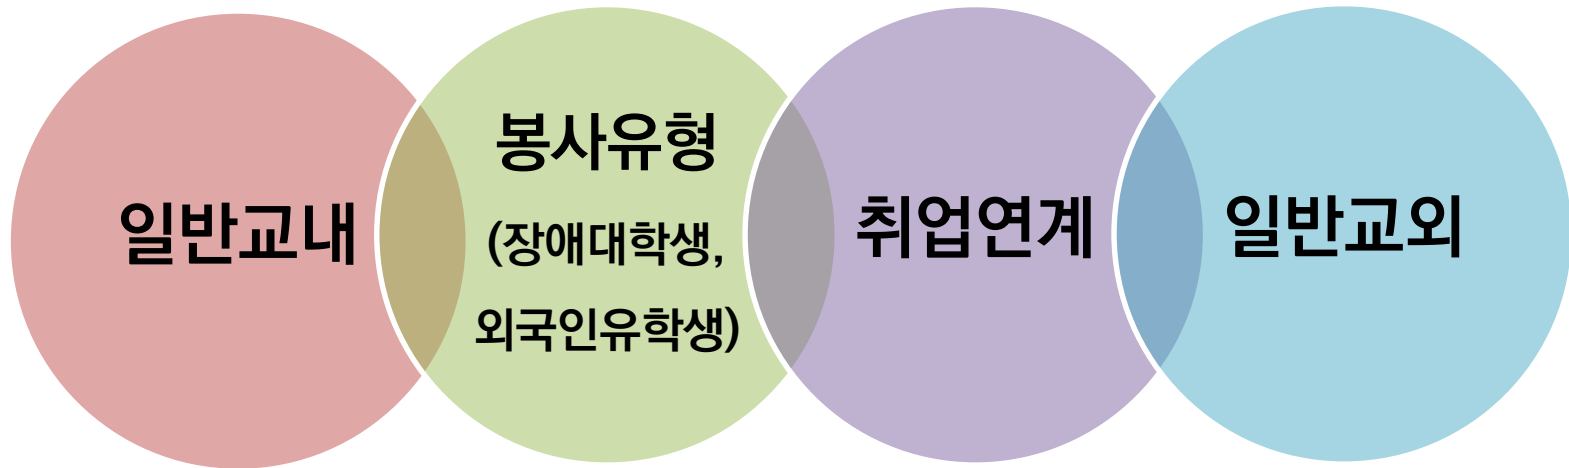 일반교내
봉사유형
(장애대학생,
외국인유학생)
취업연계
일반교외